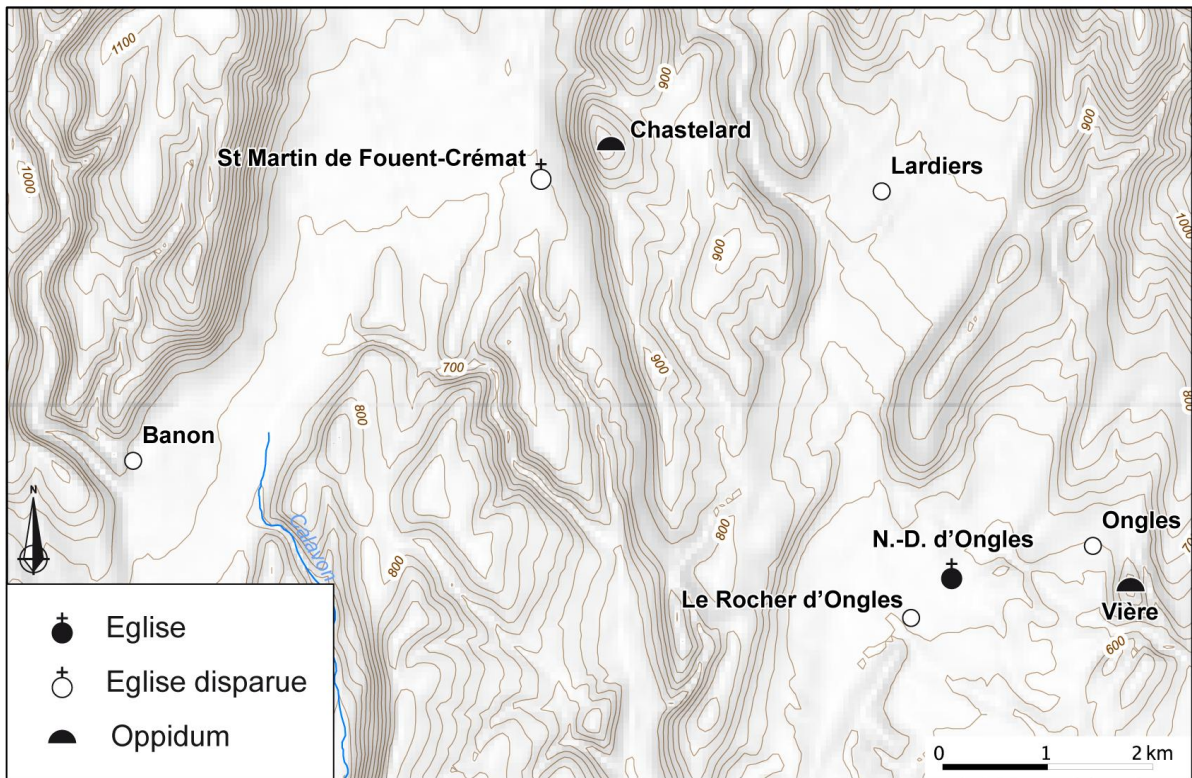 1100
900
Chastelard
900
St Martin de Fouent-Crémat
Lardiers
1000
1000
900
700
900
800
800
Banon
Calavon
N
800
800
Ongles
N.-D. d'Ongles
Le Rocher d'Ongles
Vière
600
Eglise
Eglise disparue
Oppidum
0 1 2 km